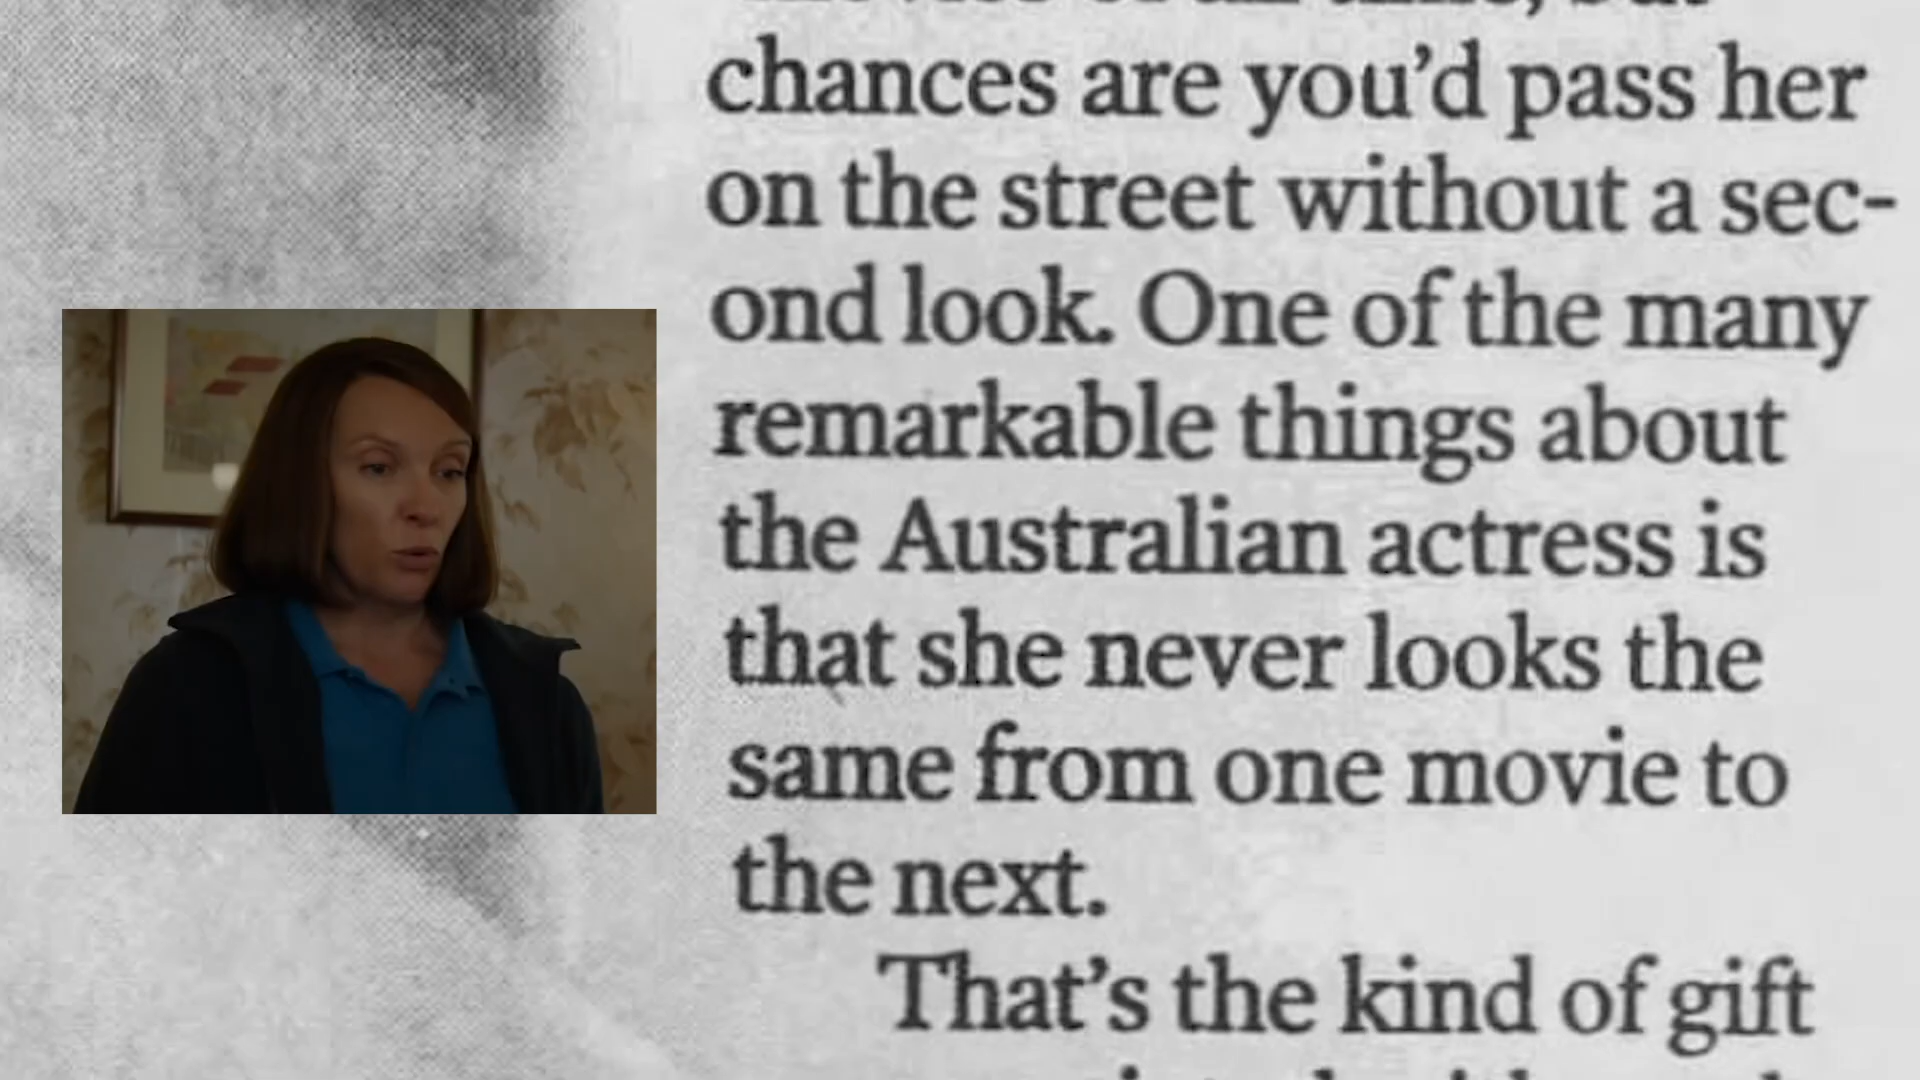 chances are you'd pass her
on the street without a sec-
ond look. One of the many
remarkable things about
the Australian actress is
that she never looks the
same from one movie to
the next.
That's the kind of gift